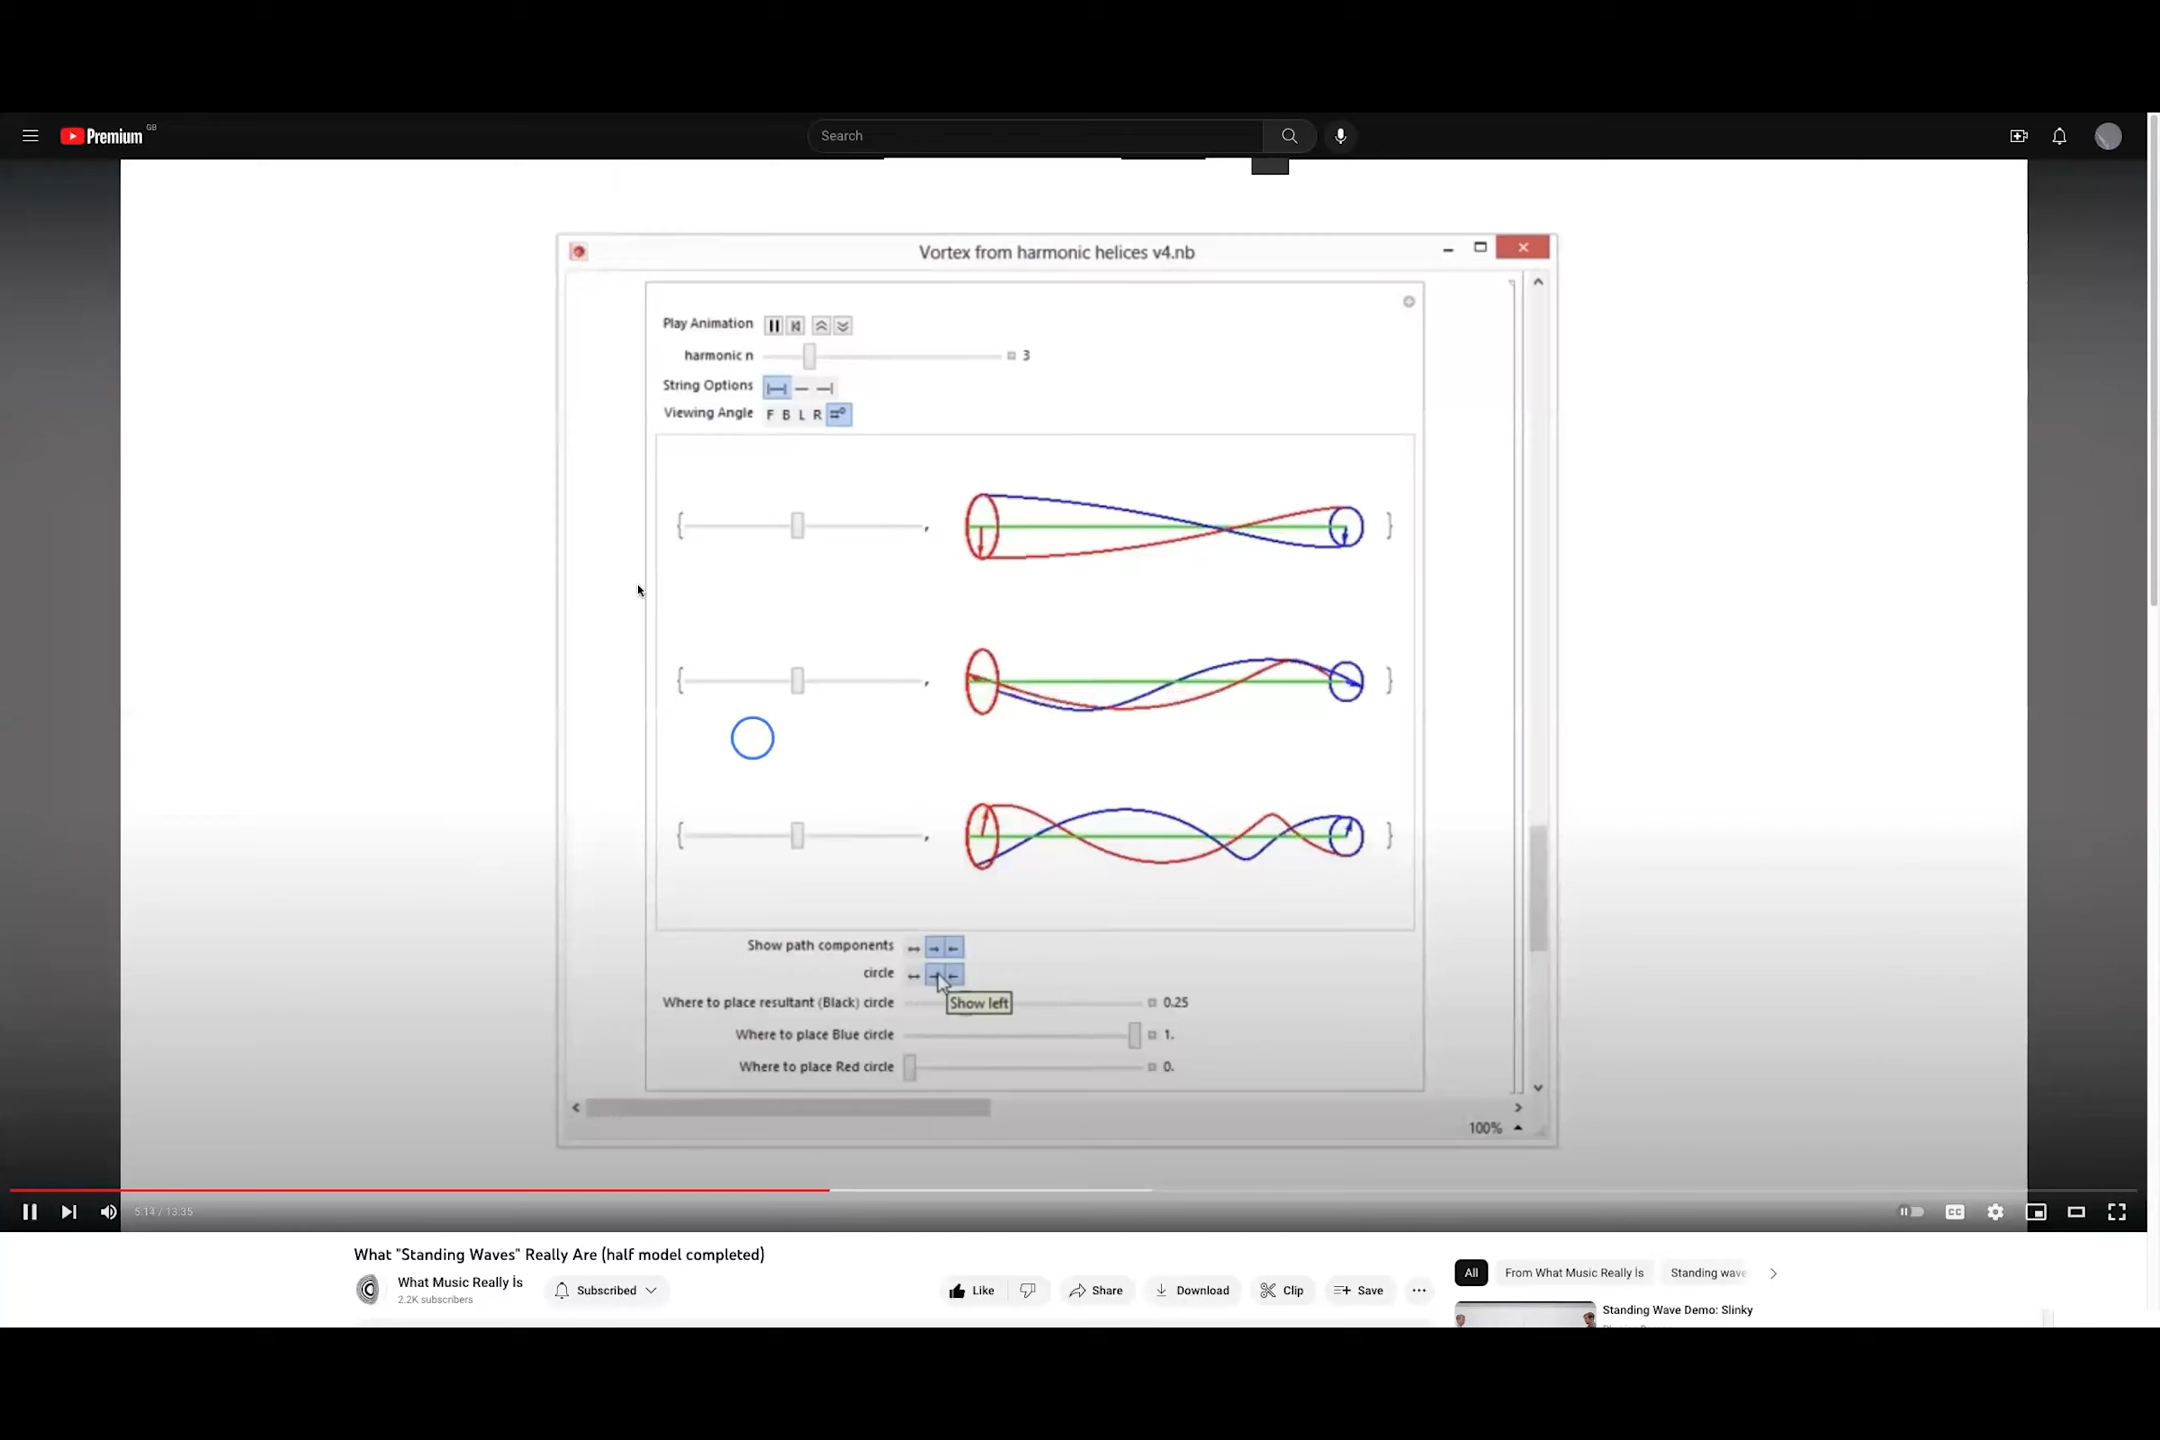 Premium GB
Search
Vortex from harmonic helices v4.nb
Play Animation
harmonic n 3
String Options
Viewing Angle F B L R
{ , }
{ , }
{ , }
Show path components
circle
Show left
Where to place resultant (Black) circle 0.25
Where to place Blue circle 1.
Where to place Red circle 0.
100%
5:14 / 13:35
CC
What "Standing Waves" Really Are (half model completed)
What Music Really İs
2.2K subscribers
Subscribed
Like
Share
Download
Clip
Save
All
From What Music Really İs
Standing wave
Standing Wave Demo: Slinky